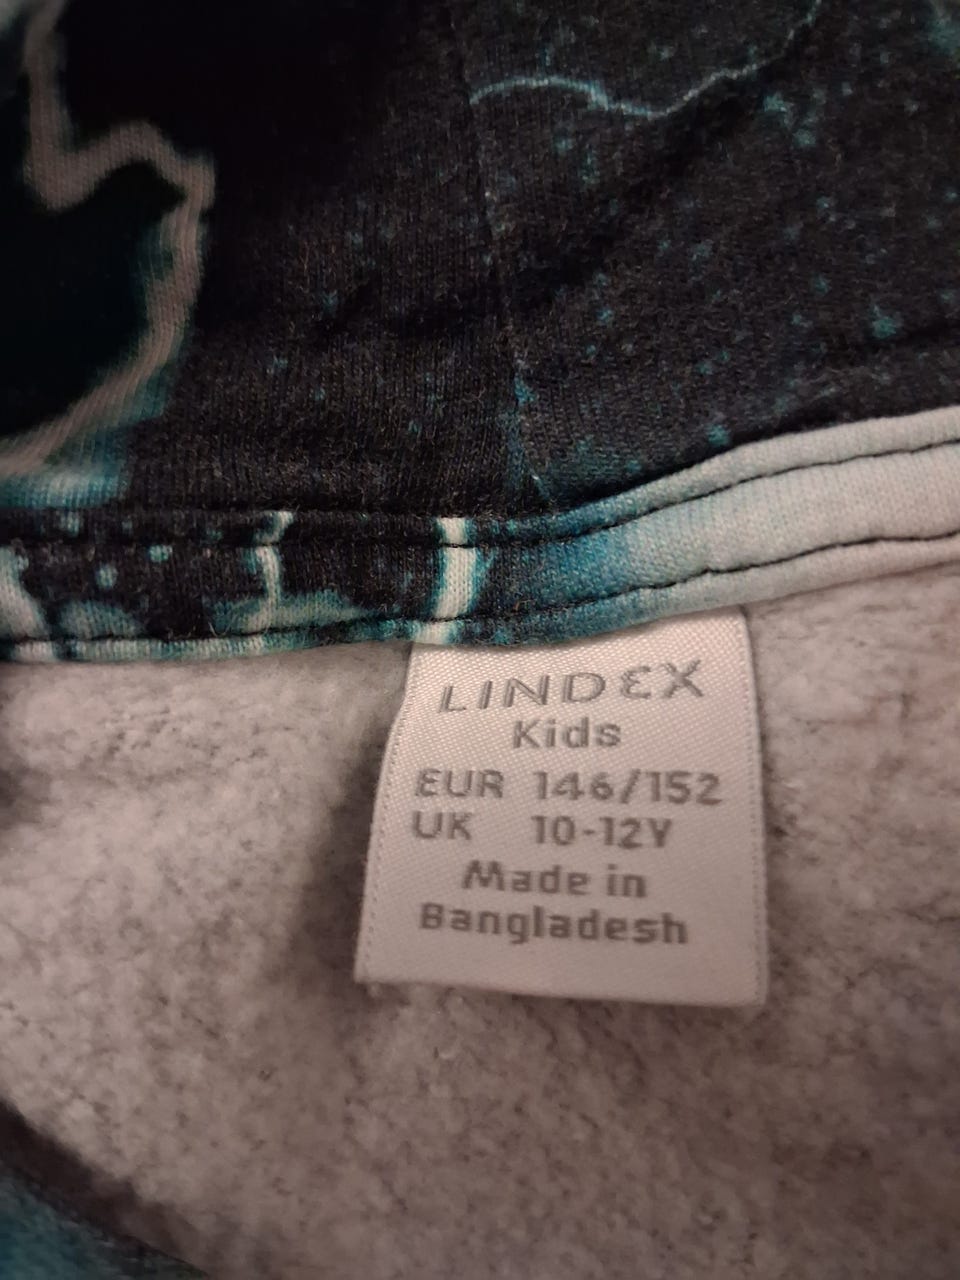 LINDEX
Kids
EUR 146/152
UK 10-12Y
Made in
Bangladesh